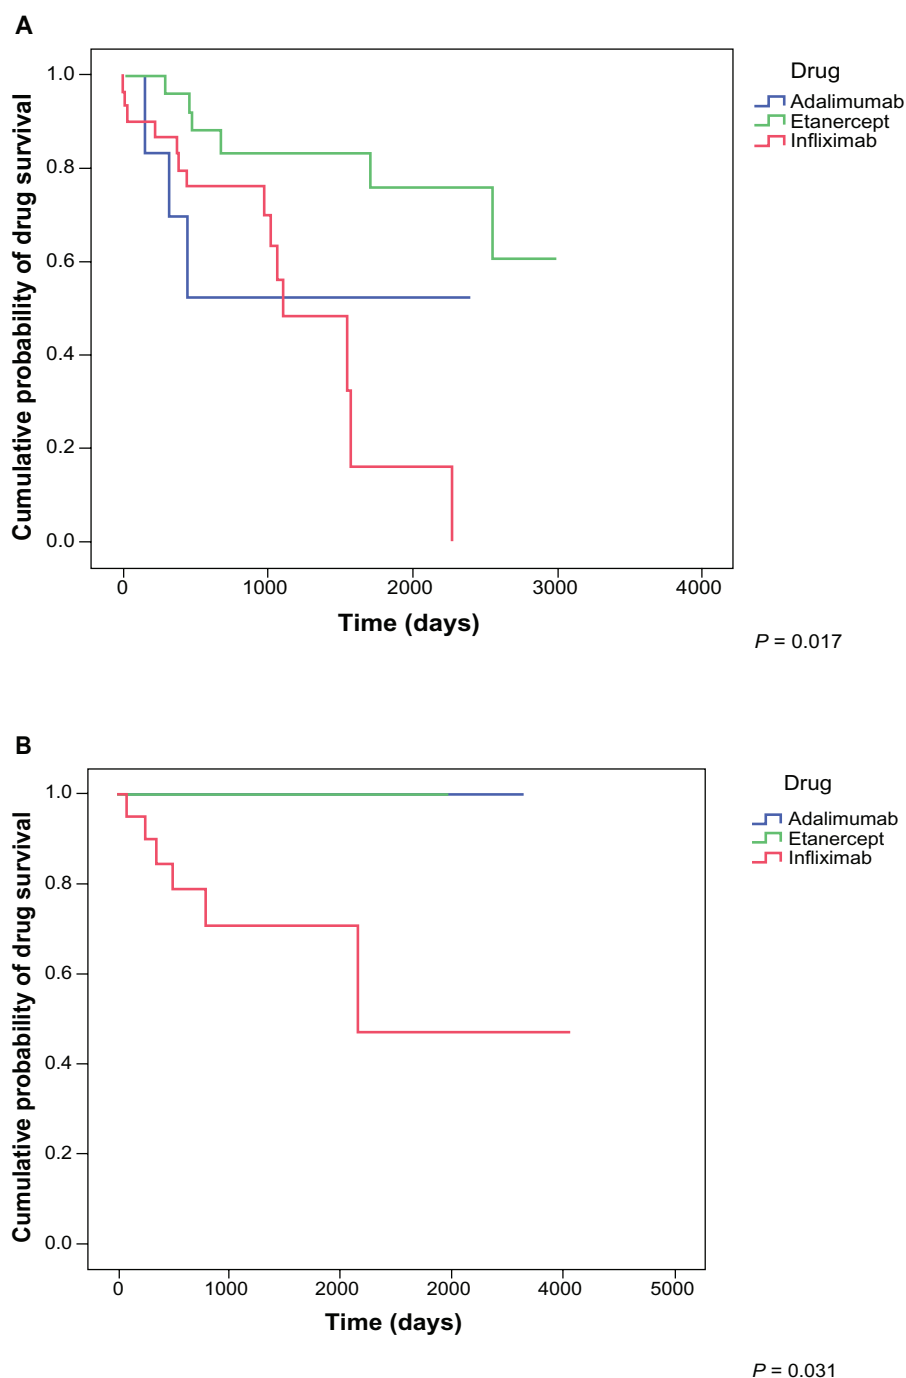 A
Cumulative probability of drug survival
1.0
0.8
0.6
0.4
0.2
0.0
0 1000 2000 3000 4000
Time (days)
Drug
Adalimumab
Etanercept
Infliximab
P = 0.017
B
Cumulative probability of drug survival
1.0
0.8
0.6
0.4
0.2
0.0
0 1000 2000 2000 4000 5000
Time (days)
Drug
Adalimumab
Etanercept
Infliximab
P = 0.031